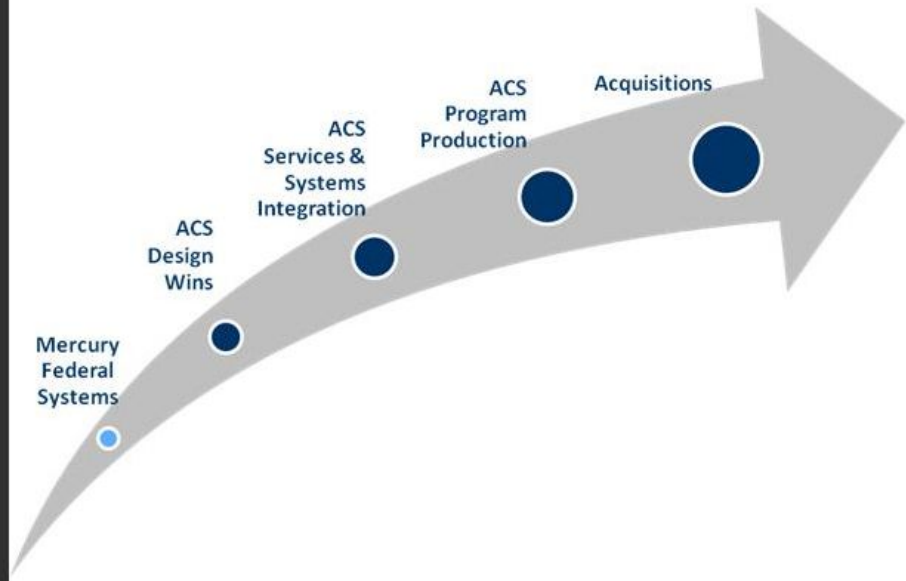 Mercury
Federal
Systems
ACS
Design
Wins
ACS
Services &
Systems
Integration
ACS
Program
Production
Acquisitions